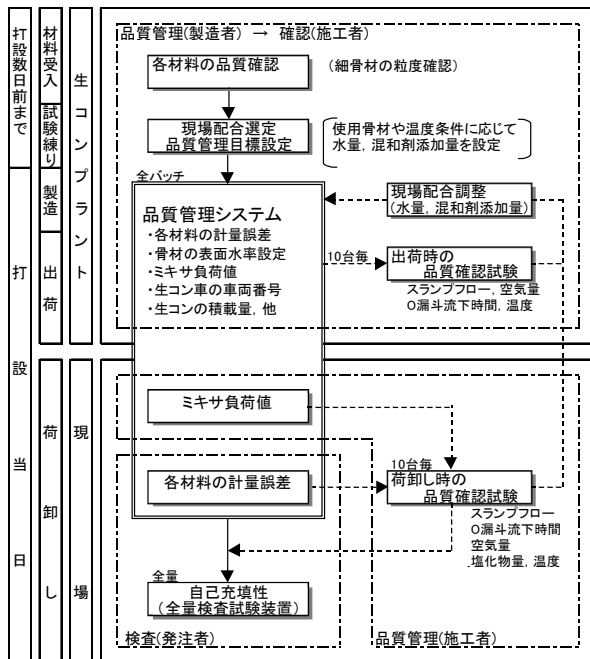 打設数日前まで
材料受入
試験練り
生コンプラント
製造
出荷
打設当日
荷卸し
現場
品質管理(製造者) → 確認(施工者)
各材料の品質確認
(細骨材の粒度確認)
現場配合選定
品質管理目標設定
使用骨材や温度条件に応じて
水量, 混和剤添加量を設定
全バッチ
品質管理システム
・各材料の計量誤差
・骨材の表面水率設定
・ミキサ負荷値
・生コン車の車両番号
・生コンの積載量, 他
現場配合調整
(水量, 混和剤添加量)
10台毎
出荷時の
品質確認試験
スランプフロー, 空気量
O漏斗流下時間, 温度
ミキサ負荷値
各材料の計量誤差
10台毎
荷卸し時の
品質確認試験
スランプフロー
O漏斗流下時間
空気量
塩化物量, 温度
全量
自己充填性
(全量検査試験装置)
検査(発注者)
品質管理(施工者)